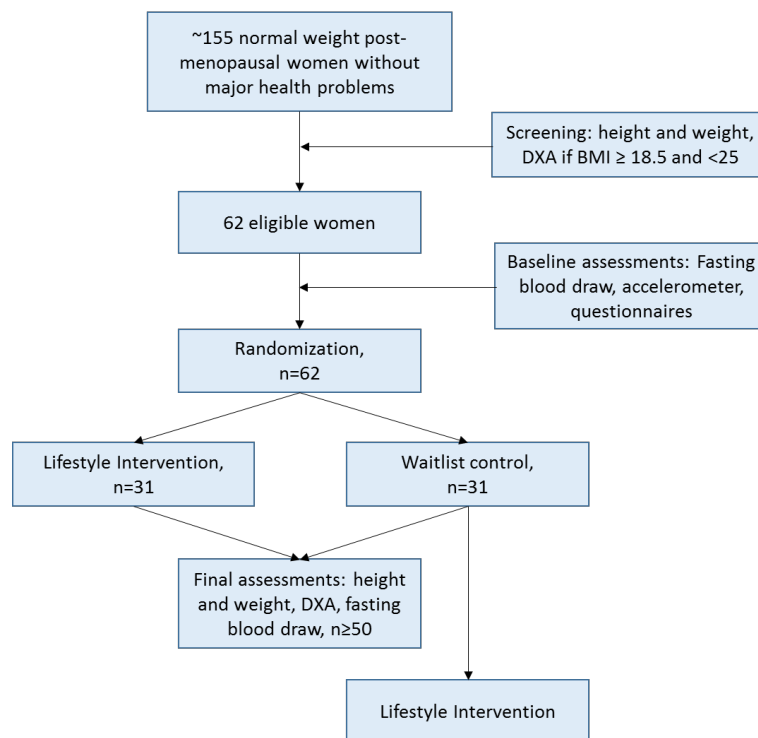 ~155 normal weight post-
menopausal women without
major health problems
Screening: height and weight,
DXA if BMI ≥ 18.5 and <25
62 eligible women
Baseline assessments: Fasting
blood draw, accelerometer,
questionnaires
Randomization,
n=62
Lifestyle Intervention,
n=31
Waitlist control,
n=31
Final assessments: height
and weight, DXA, fasting
blood draw, n≥50
Lifestyle Intervention